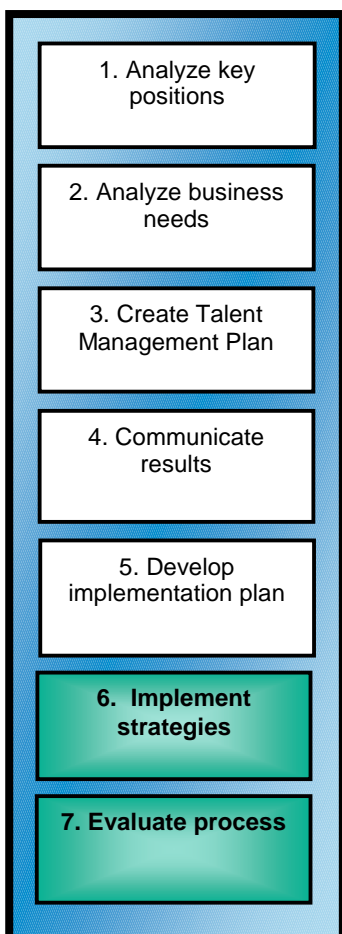 1. Analyze key
positions
2. Analyze business
needs
3. Create Talent
Management Plan
4. Communicate
results
5. Develop
implementation plan
6. Implement
strategies
7. Evaluate process